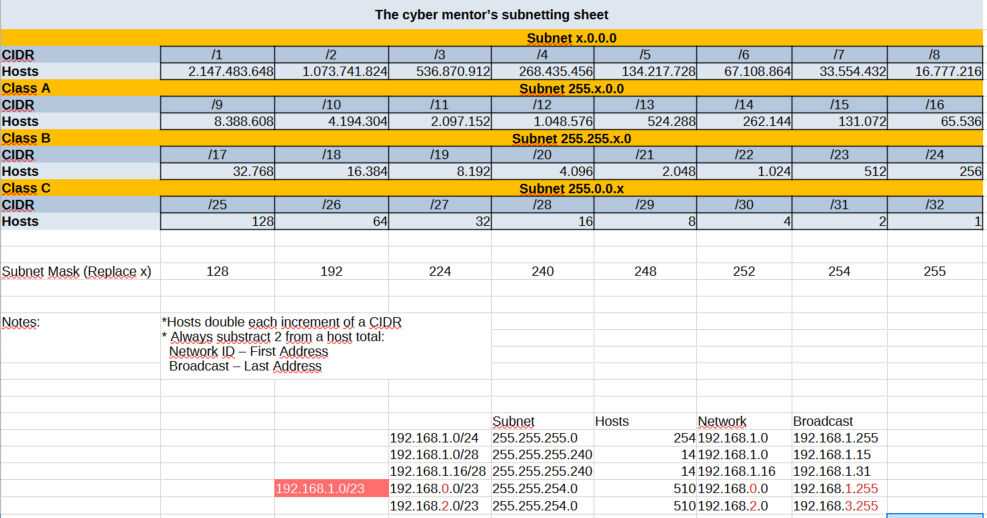 The cyber mentor's subnetting sheet
Subnet x.0.0.0
CIDR /1 /2 /3 /4 /5 /6 /7 /8
Hosts 2.147.483.648 1.073.741.824 536.870.912 268.435.456 134.217.728 67.108.864 33.554.432 16.777.216
Class A Subnet 255.x.0.0
CIDR /9 /10 /11 /12 /13 /14 /15 /16
Hosts 8.388.608 4.194.304 2.097.152 1.048.576 524.288 262.144 131.072 65.536
Class B Subnet 255.255.x.0
CIDR /17 /18 /19 /20 /21 /22 /23 /24
Hosts 32.768 16.384 8.192 4.096 2.048 1.024 512 256
Class C Subnet 255.0.0.x
CIDR /25 /26 /27 /28 /29 /30 /31 /32
Hosts 128 64 32 16 8 4 2 1
Subnet Mask (Replace x) 128 192 224 240 248 252 254 255
Notes: *Hosts double each increment of a CIDR
* Always substract 2 from a host total:
Network ID – First Address
Broadcast – Last Address
Subnet Hosts Network Broadcast
192.168.1.0/24 255.255.255.0 254 192.168.1.0 192.168.1.255
192.168.1.0/28 255.255.255.240 14 192.168.1.0 192.168.1.15
192.168.1.16/28 255.255.255.240 14 192.168.1.16 192.168.1.31
192.168.1.0/23 192.168.0.0/23 255.255.254.0 510 192.168.0.0 192.168.1.255
192.168.2.0/23 255.255.254.0 510 192.168.2.0 192.168.3.255